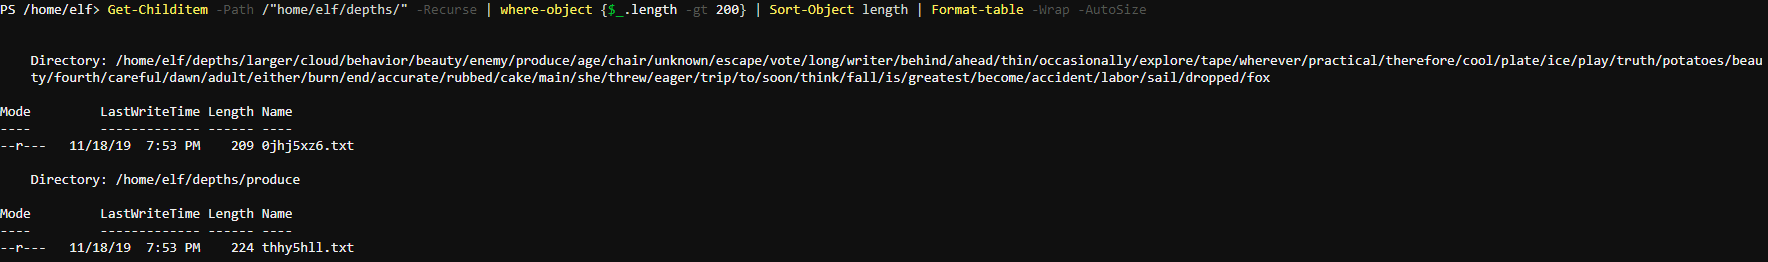 PS /home/elf> Get-Childitem -Path /"home/elf/depths/" -Recurse | where-object {$_.length -gt 200} | Sort-Object length | Format-table -Wrap -AutoSize
Directory: /home/elf/depths/larger/cloud/behavior/beauty/enemy/produce/age/chair/unknown/escape/vote/long/writer/behind/ahead/thin/occasionally/explore/tape/wherever/practical/therefore/cool/plate/ice/play/truth/potatoes/beau
ty/fourth/careful/dawn/adult/either/burn/end/accurate/rubbed/cake/main/she/threw/eager/trip/to/soon/think/fall/is/greatest/become/accident/labor/sail/dropped/fox
Mode LastWriteTime Length Name
---- ------------- ------ ----
--r--- 11/18/19 7:53 PM 209 0jhj5xz6.txt
Directory: /home/elf/depths/produce
Mode LastWriteTime Length Name
---- ------------- ------ ----
--r--- 11/18/19 7:53 PM 224 thhy5hll.txt